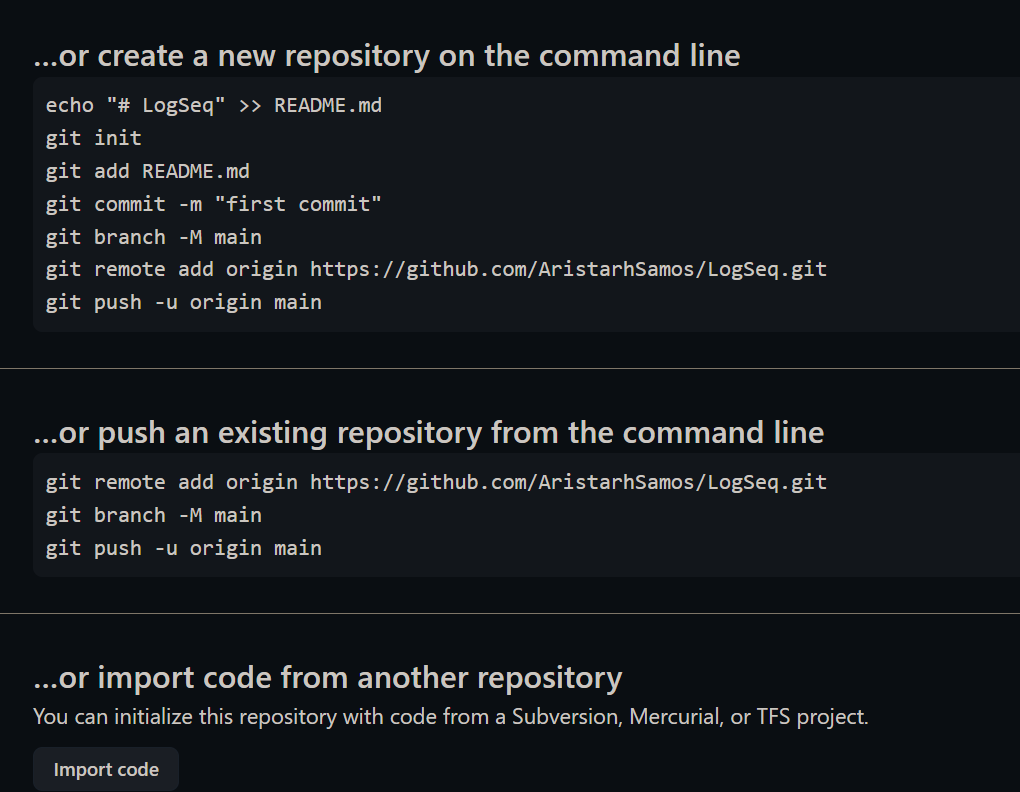 ...or create a new repository on the command line
echo "# LogSeq" >> README.md
git init
git add README.md
git commit -m "first commit"
git branch -M main
git remote add origin https://github.com/AristarhSamos/LogSeq.git
git push -u origin main
...or push an existing repository from the command line
git remote add origin https://github.com/AristarhSamos/LogSeq.git
git branch -M main
git push -u origin main
...or import code from another repository
You can initialize this repository with code from a Subversion, Mercurial, or TFS project.
Import code